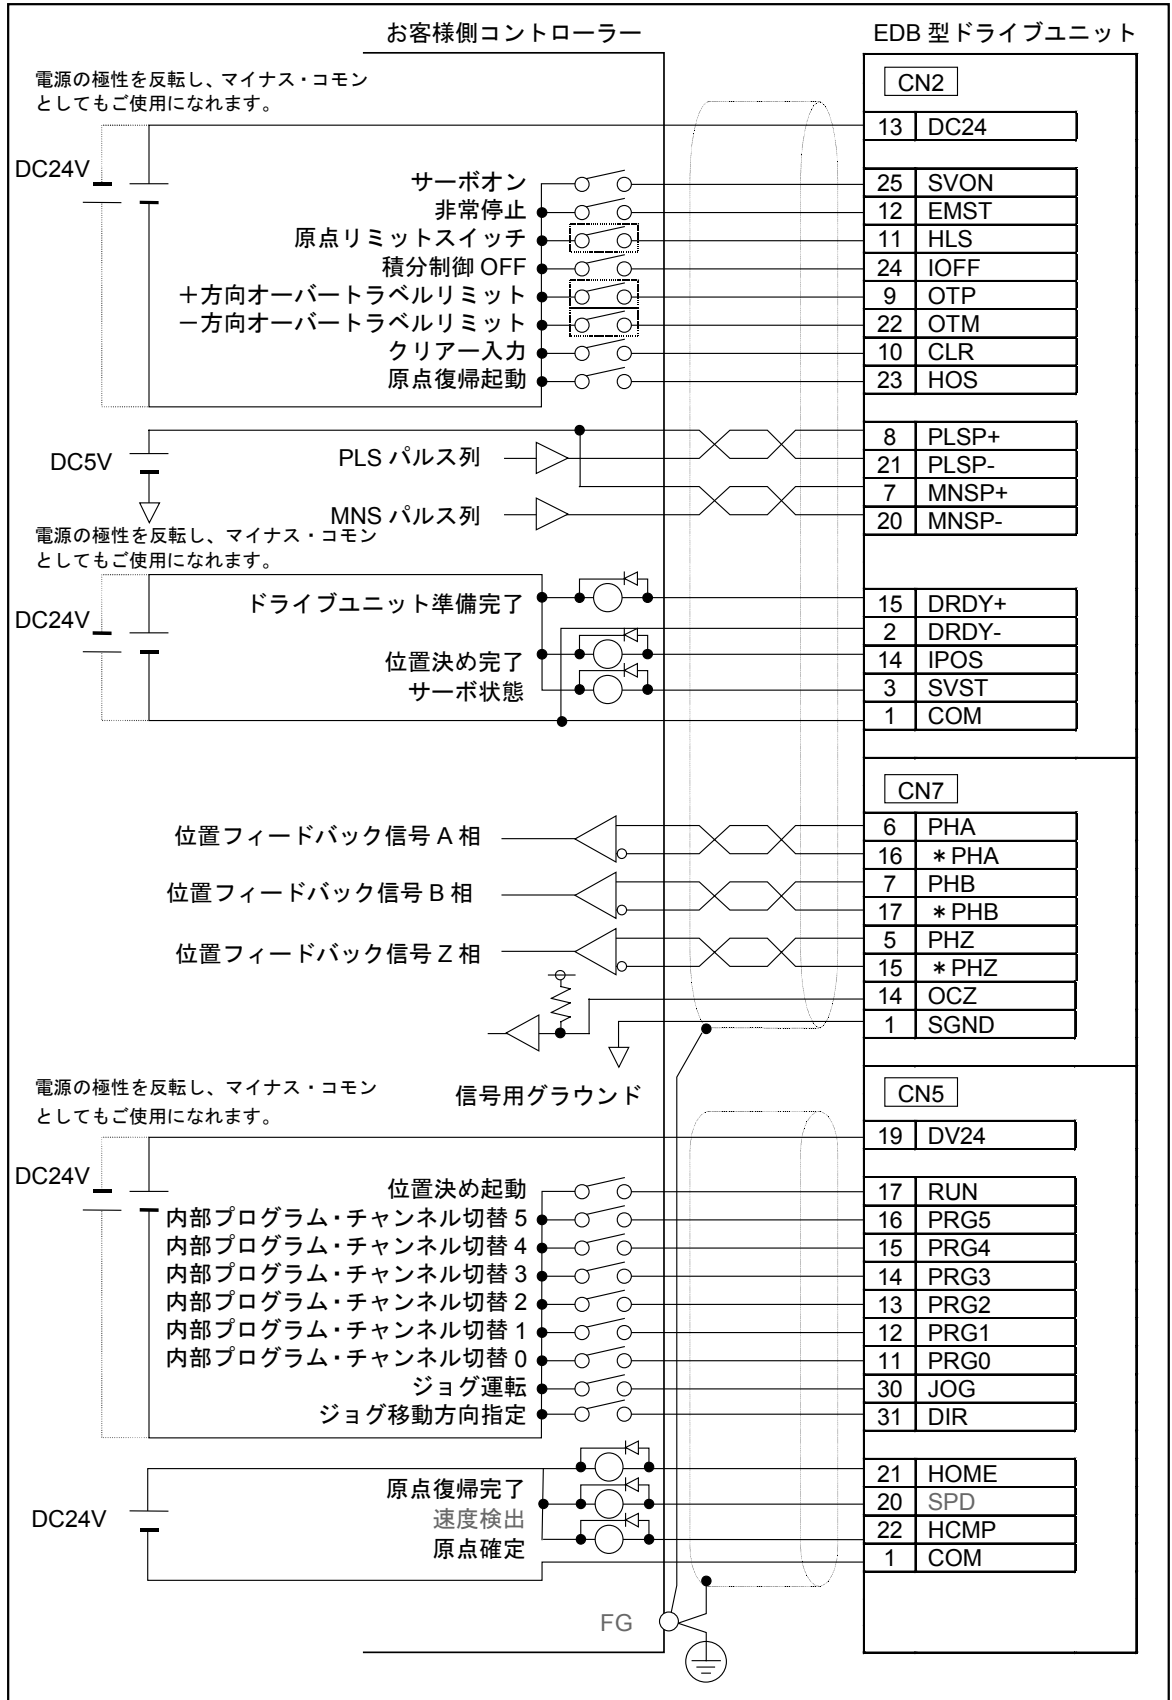 お客様側コントローラー
EDB 型ドライブユニット
電源の極性を反転し、マイナス・コモン
としてもご使用になれます。
CN2
13 DC24
DC24V
サーボオン 25 SVON
非常停止 12 EMST
原点リミットスイッチ 11 HLS
積分制御 OFF 24 IOFF
+方向オーバートラベルリミット 9 OTP
−方向オーバートラベルリミット 22 OTM
クリアー入力 10 CLR
原点復帰起動 23 HOS
8 PLSP+
DC5V
PLS パルス列 21 PLSP-
7 MNSP+
MNS パルス列 20 MNSP-
電源の極性を反転し、マイナス・コモン
としてもご使用になれます。
ドライブユニット準備完了 15 DRDY+
DC24V
2 DRDY-
位置決め完了 14 IPOS
サーボ状態 3 SVST
1 COM
CN7
位置フィードバック信号 A 相 6 PHA
16 *PHA
位置フィードバック信号 B 相 7 PHB
17 *PHB
位置フィードバック信号 Z 相 5 PHZ
15 *PHZ
14 OCZ
1 SGND
信号用グラウンド
電源の極性を反転し、マイナス・コモン
としてもご使用になれます。
CN5
19 DV24
DC24V
位置決め起動 17 RUN
内部プログラム・チャンネル切替 5 16 PRG5
内部プログラム・チャンネル切替 4 15 PRG4
内部プログラム・チャンネル切替 3 14 PRG3
内部プログラム・チャンネル切替 2 13 PRG2
内部プログラム・チャンネル切替 1 12 PRG1
内部プログラム・チャンネル切替 0 11 PRG0
ジョグ運転 30 JOG
ジョグ移動方向指定 31 DIR
DC24V
原点復帰完了 21 HOME
速度検出 20 SPD
原点確定 22 HCMP
1 COM
FG